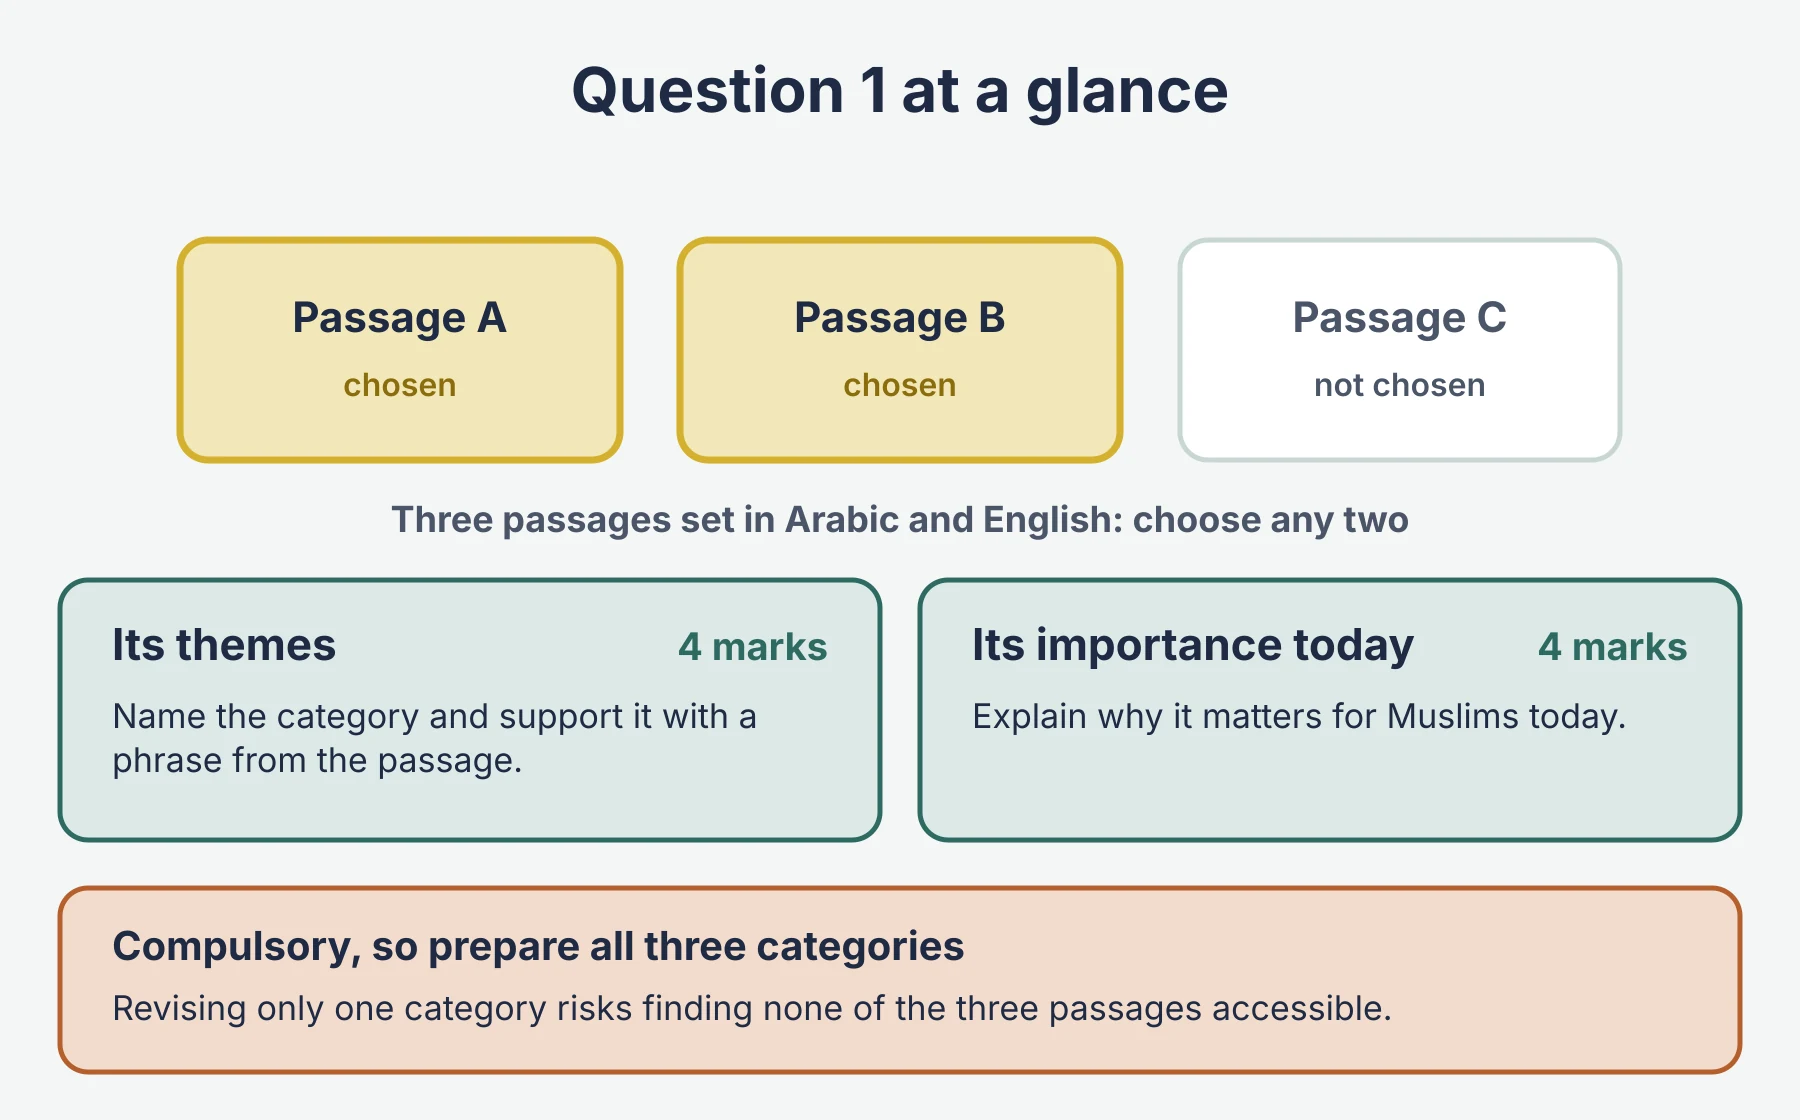 Question 1 at a glance
Passage A
chosen
Passage B
chosen
Passage C
not chosen
Three passages set in Arabic and English: choose any two
Its themes
4 marks
Name the category and support it with a
phrase from the passage.
Its importance today
4 marks
Explain why it matters for Muslims today.
Compulsory, so prepare all three categories
Revising only one category risks finding none of the three passages accessible.